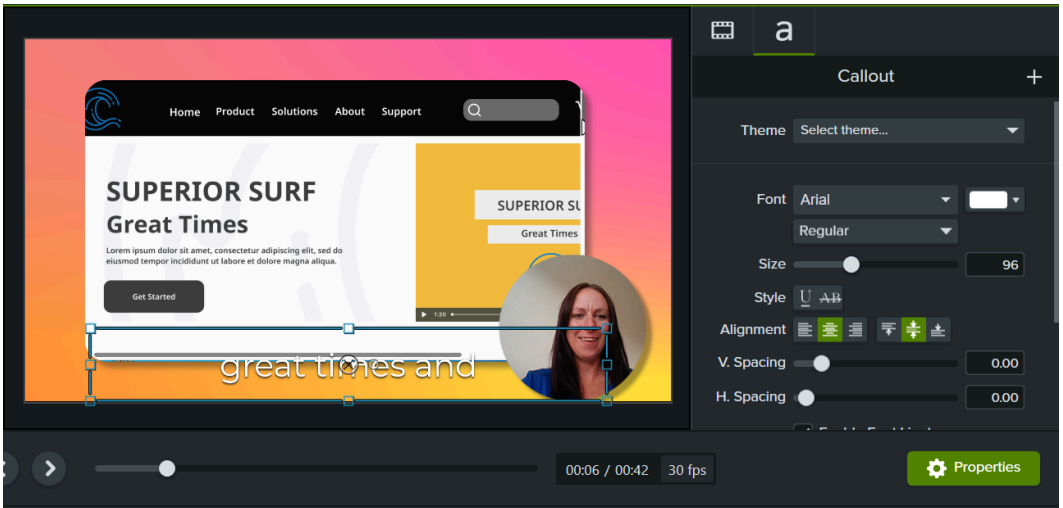 a
Callout
Home Product Solutions About Support
Theme Select theme...
SUPERIOR SURF
Great Times
Lorem ipsum dolor sit amet, consectetur adipiscing elit, sed do
eiusmod tempor incididunt ut labore et dolore magna aliqua.
Get Started
SUPERIOR SU
Great Times
1:20
great times and
Font Arial
Regular
Size 96
Style U AB
Alignment
V. Spacing 0.00
H. Spacing 0.00
00:06 / 00:42 30 fps
Properties